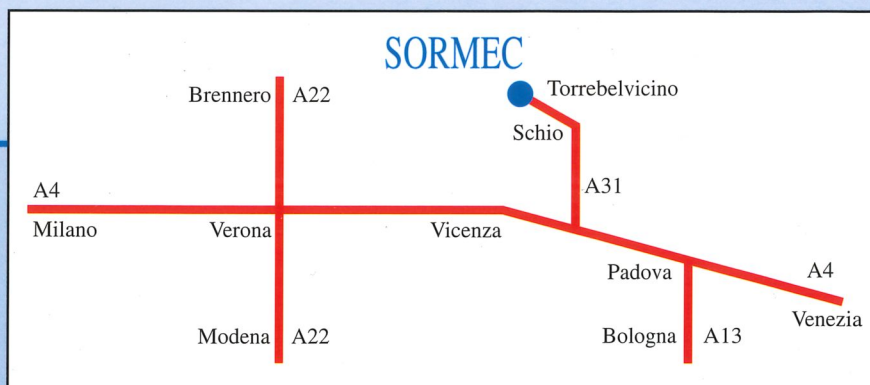 SORMEC
Brennero A22
Torrebelvicino
Schio
A31
A4
Milano
Verona
Vicenza
Padova
A4
Venezia
Modena A22
Bologna A13